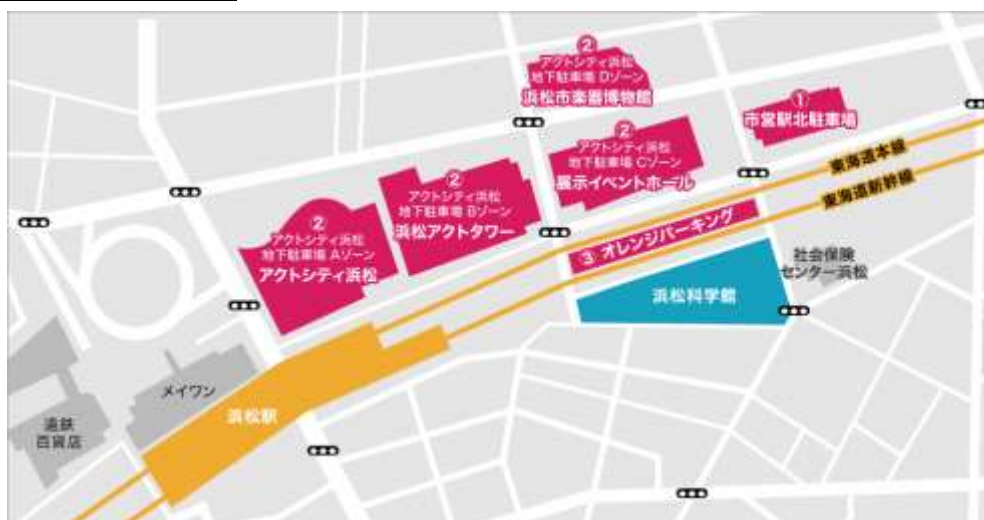 ②
アクトシティ浜松
地下駐車場 Dゾーン
浜松市楽器博物館
①
市営駅北駐車場
②
アクトシティ浜松
地下駐車場 Cゾーン
展示イベントホール
②
アクトシティ浜松
地下駐車場 Bゾーン
浜松アクトタワー
②
アクトシティ浜松
地下駐車場 Aゾーン
アクトシティ浜松
東海道本線
東海道新幹線
③ オレンジパーキング
浜松科学館
社会保険
センター浜松
メイワン
浜松駅
遠鉄
百貨店